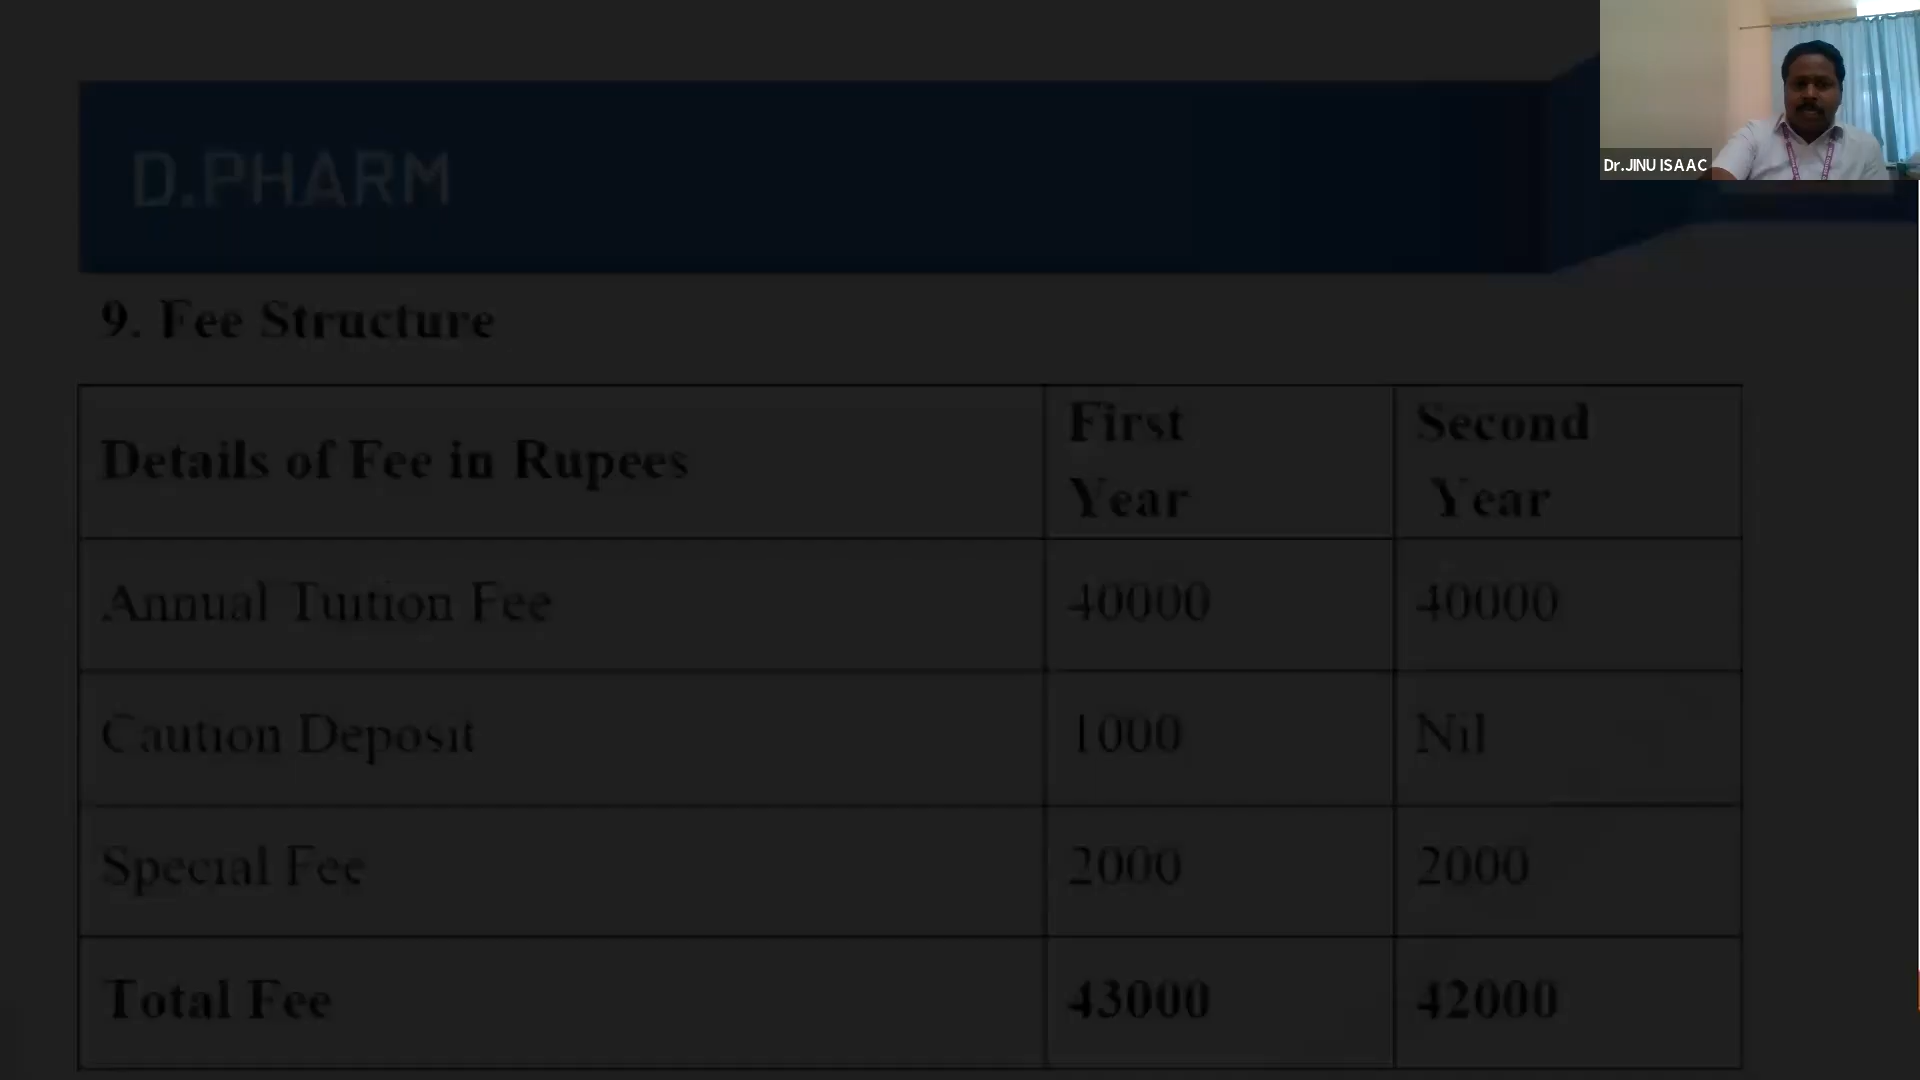 D.PHARM
Dr.JINU ISAAC
9. Fee Structure
Details of Fee in Rupees
First
Year
Second
Year
Annual Tuition Fee
40000
40000
Caution Deposit
1000
Nil
Special Fee
2000
2000
Total Fee
43000
42000